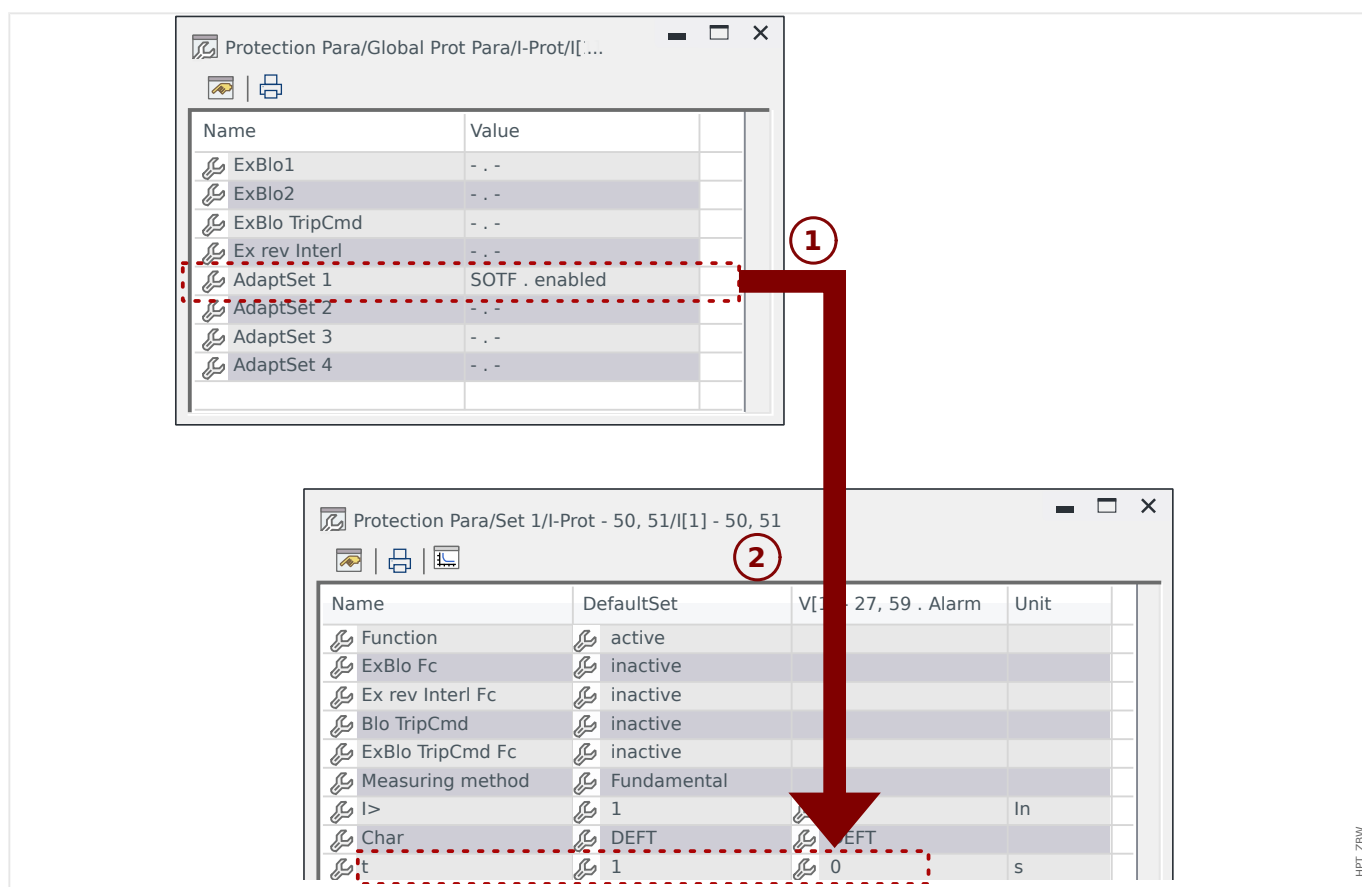 Protection Para/Global Prot Para/I-Prot/I[ ...
Name Value
ExBlo1 - . -
ExBlo2 - . -
ExBlo TripCmd - . -
Ex rev Interl - . -
AdaptSet 1 SOTF . enabled
AdaptSet 2 - . -
AdaptSet 3 - . -
AdaptSet 4 - . -
1
Protection Para/Set 1/I-Prot - 50, 51/I[1] - 50, 51
2
Name DefaultSet V[ 27, 59 . Alarm Unit
Function active
ExBlo Fc inactive
Ex rev Interl Fc inactive
Blo TripCmd inactive
ExBlo TripCmd Fc inactive
Measuring method Fundamental
I> 1 In
Char DEFT EFT
t 1 0 s
HPT_ZBW